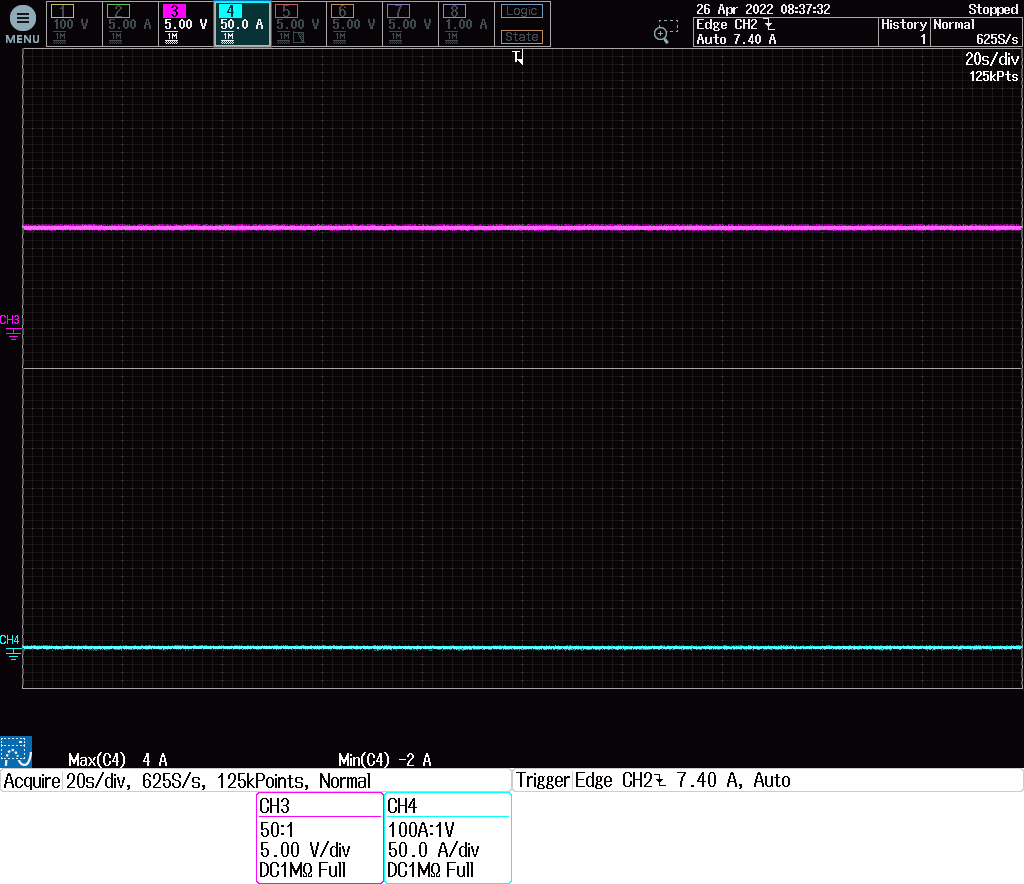 MENU
1 100 V 1M
2 5.00 A 1M
3 5.00 V 1M
4 50.0 A 1M
5 5.00 V 1M
6 5.00 V 1M
7 5.00 V 1M
8 1.00 A 1M
Logic
State
26 Apr 2022 08:37:32 Stopped
Edge CH2
Auto 7.40 A
History
1
Normal
625S/s
T
20s/div
125kPts
CH3
CH4
Max(C4) 4 A Min(C4) -2 A
Acquire 20s/div, 625S/s, 125kPoints, Normal
Trigger Edge CH2 7.40 A, Auto
CH3
50:1
5.00 V/div
DC1MΩ Full
CH4
100A:1V
50.0 A/div
DC1MΩ Full